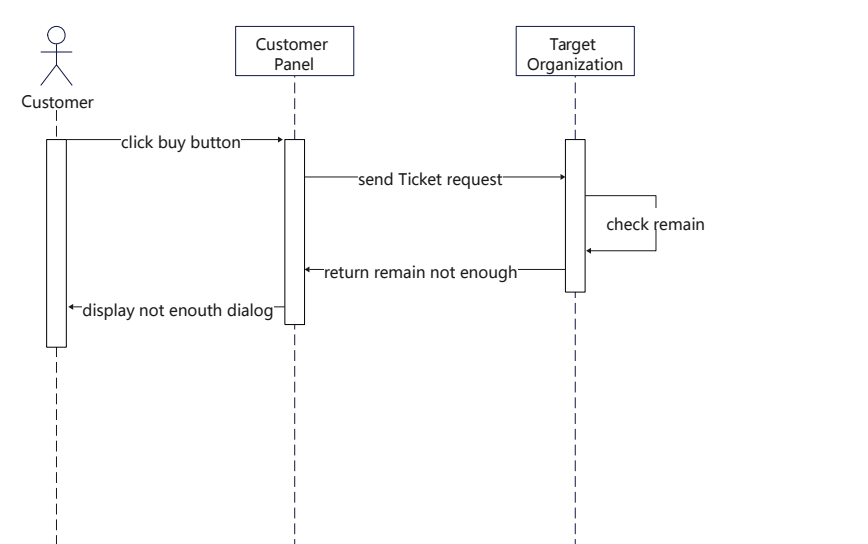 Customer
Panel
Target
Organization
Customer
click buy button
send Ticket request
check remain
return remain not enough
display not enouth dialog